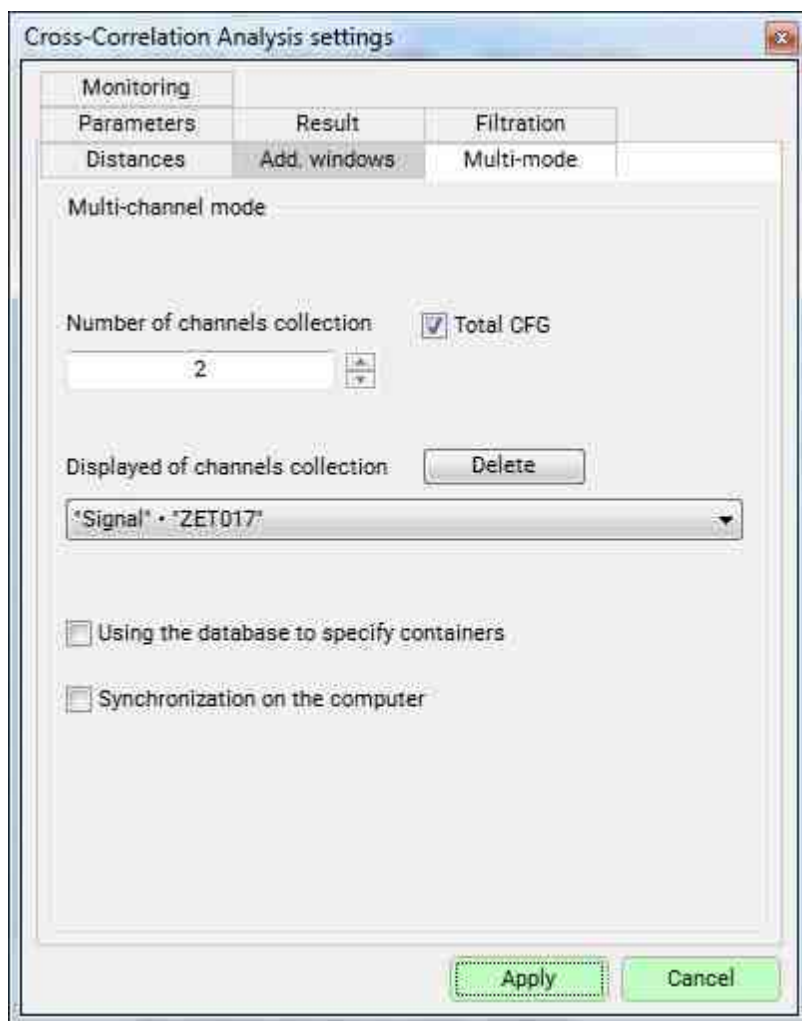 Cross-Correlation Analysis settings
Monitoring
Parameters Result Filtration
Distances Add. windows Multi-mode
Multi-channel mode
Number of channels collection Total CFG
2
Displayed of channels collection Delete
"Signal" • "ZET017"
Using the database to specify containers
Synchronization on the computer
Apply Cancel